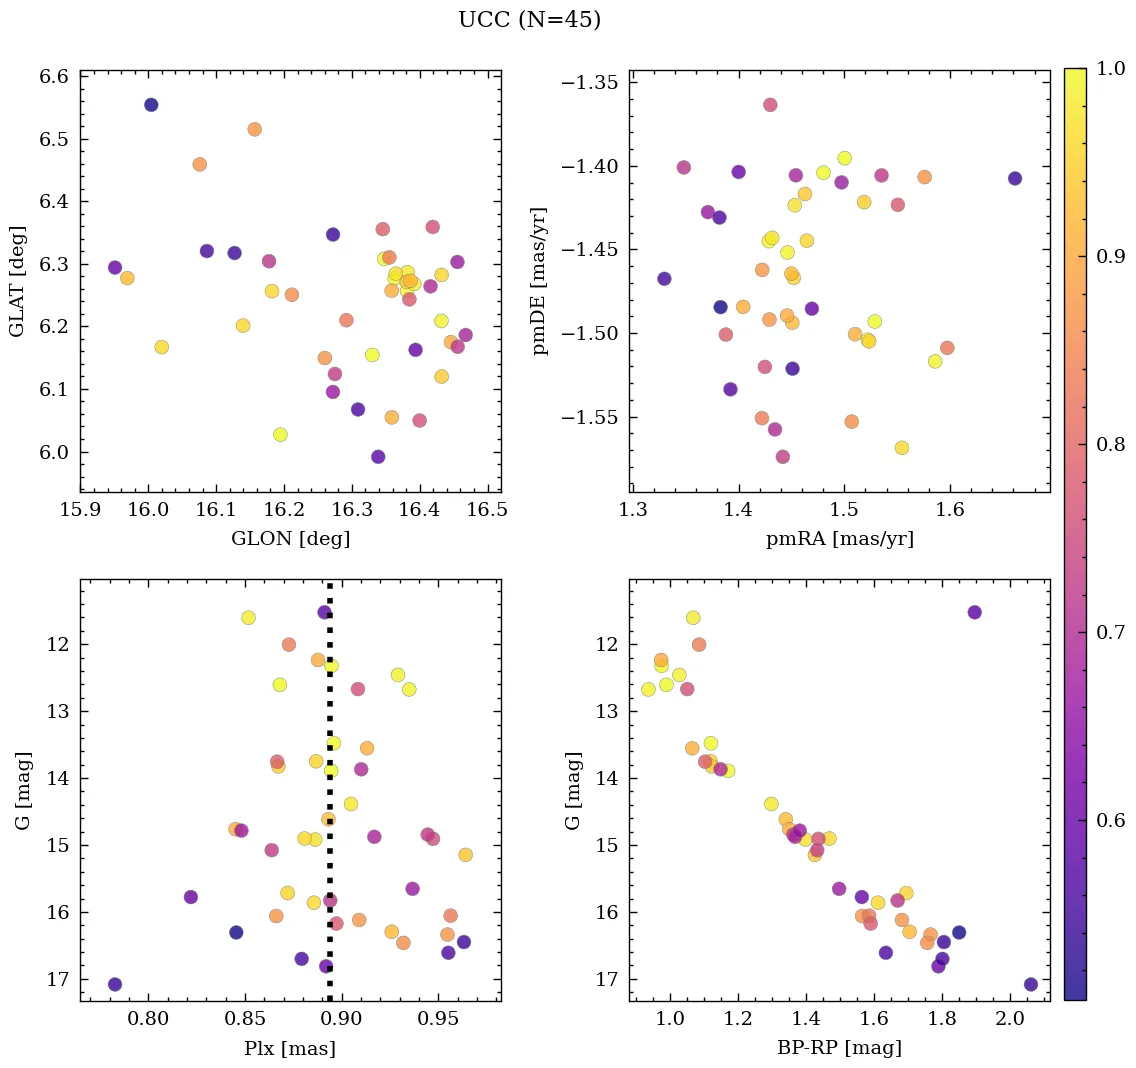 UCC (N=45)
6.6
6.5
6.4
6.3
6.2
6.1
6.0
GLAT [deg]
15.9 16.0 16.1 16.2 16.3 16.4 16.5
GLON [deg]
−1.35
−1.40
−1.45
−1.50
−1.55
pmDE [mas/yr]
1.3 1.4 1.5 1.6
pmRA [mas/yr]
1.0
0.9
0.8
0.7
0.6
12
13
14
15
16
17
G [mag]
0.80 0.85 0.90 0.95
Plx [mas]
12
13
14
15
16
17
G [mag]
1.0 1.2 1.4 1.6 1.8 2.0
BP-RP [mag]